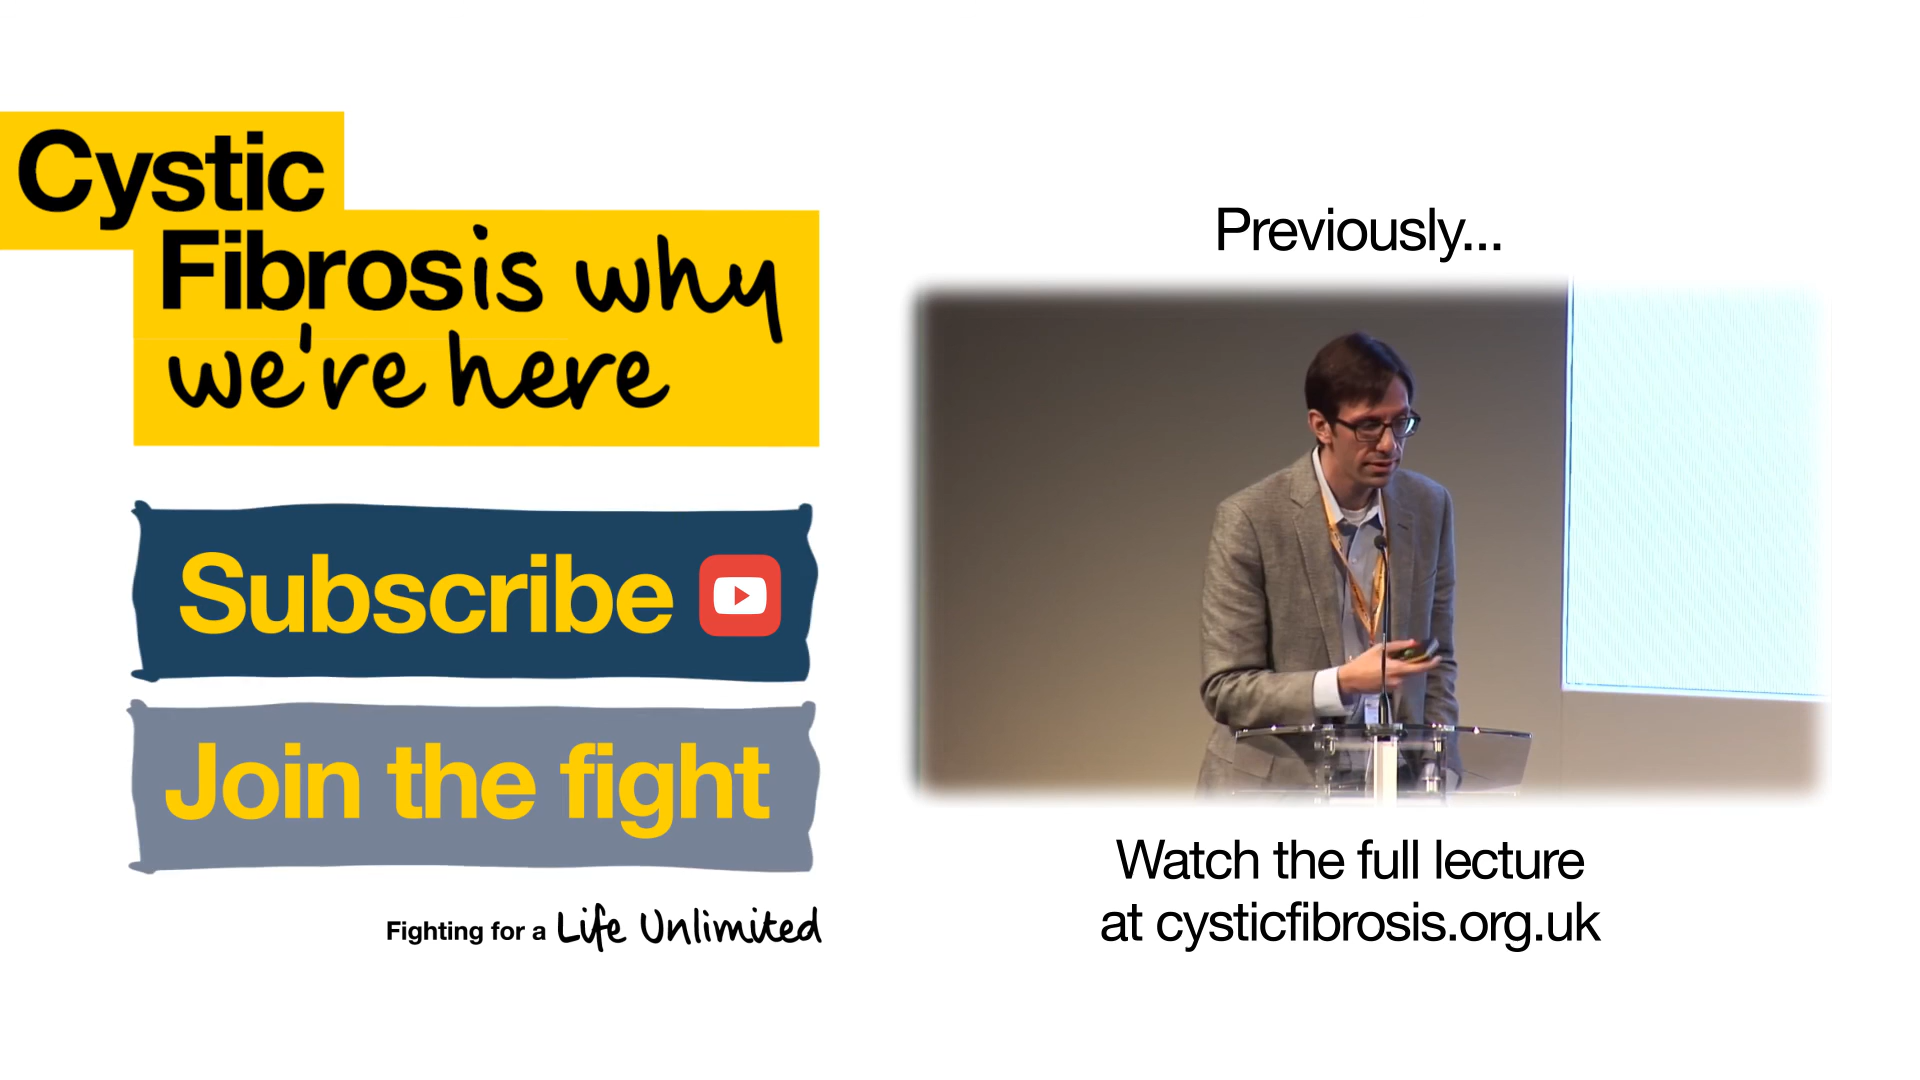 Cystic
Fibrosis why
we're here
Subscribe
Join the fight
Fighting for a Life Unlimited
Previously...
Watch the full lecture
at cysticfibrosis.org.uk